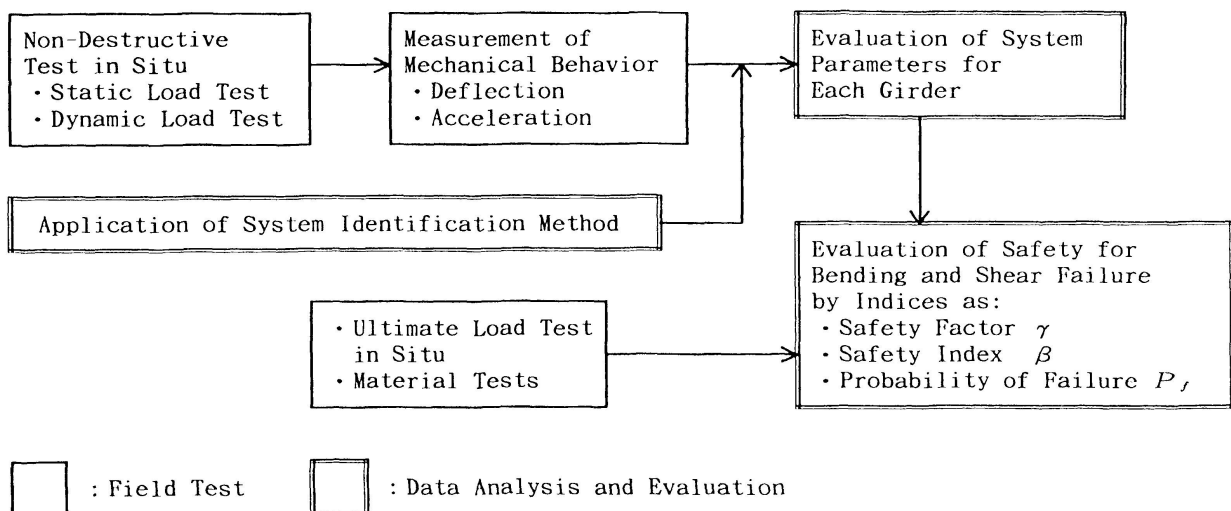 Non-Destructive
Test in Situ
・Static Load Test
・Dynamic Load Test
Measurement of
Mechanical Behavior
・Deflection
・Acceleration
Evaluation of System
Parameters for
Each Girder
Application of System Identification Method
・Ultimate Load Test
in Situ
・Material Tests
Evaluation of Safety for
Bending and Shear Failure
by Indices as:
・Safety Factor γ
・Safety Index β
・Probability of Failure P f
: Field Test
: Data Analysis and Evaluation